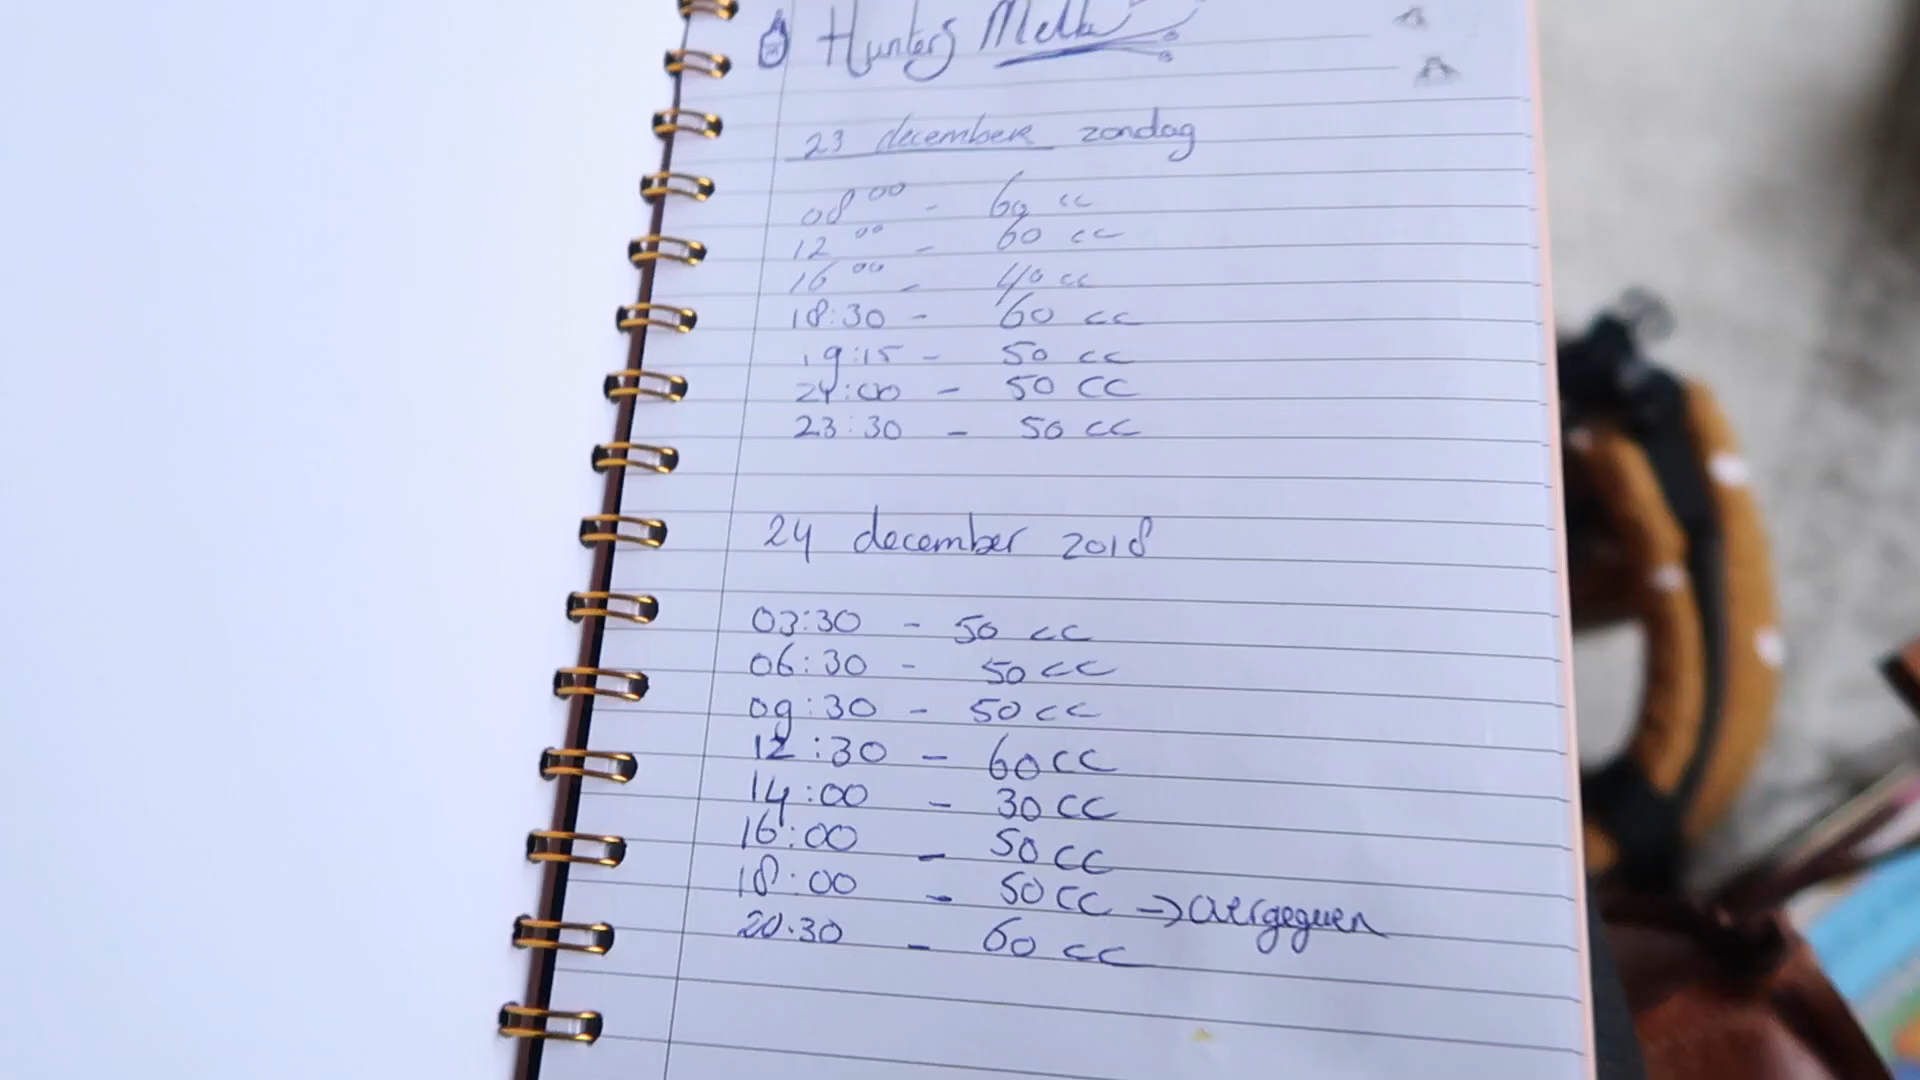 Hunters Melk
23 december zondag
08 00 - 60 cc
12 00 - 60 cc
16 00 - 40 cc
18:30 - 60 cc
19:15 - 50 cc
24:00 - 50 cc
23:30 - 50 cc
24 december 2018
03:30 - 50 cc
06:30 - 50 cc
09:30 - 50 cc
12:30 - 60 cc
14:00 - 30 cc
16:00 - 50 cc
18:00 - 50 cc → overgegeven
20.30 - 60 cc